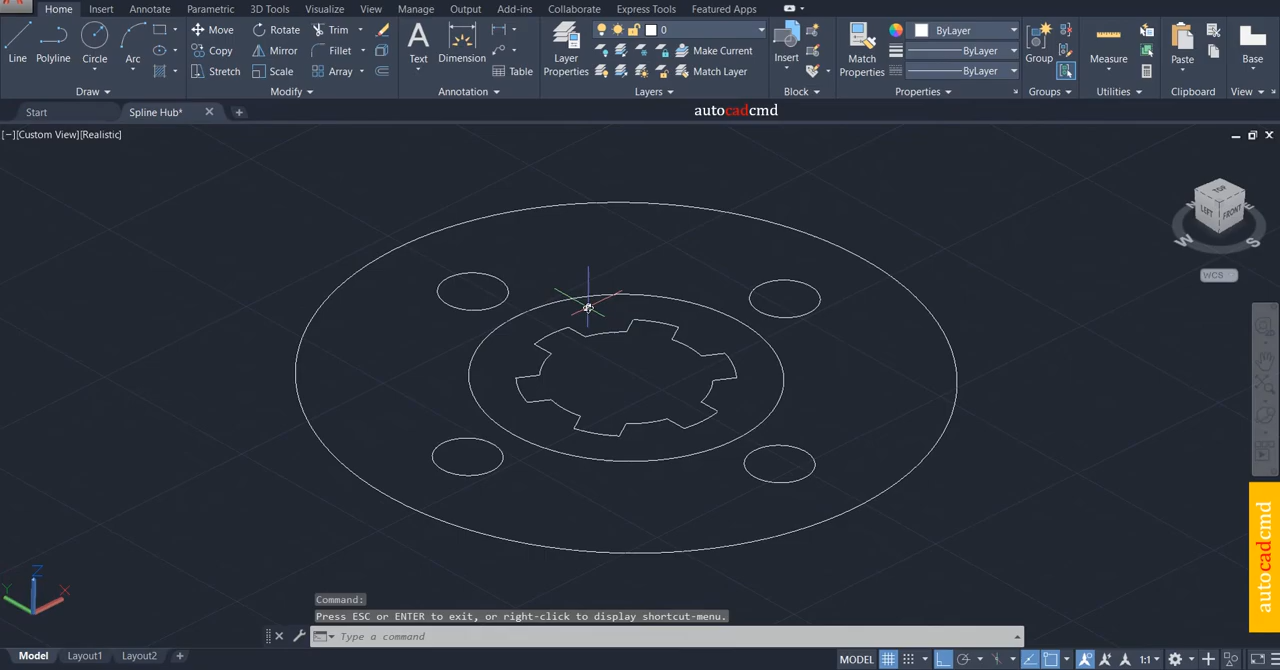 Home Insert Annotate Parametric 3D Tools Visualize View Manage Output Add-ins Collaborate Express Tools Featured Apps
Line Polyline Circle Arc
Move Rotate Trim
Copy Mirror Fillet
Stretch Scale Array
Text Dimension Table
Layer Properties
0
Make Current
Match Layer
Insert
Match Properties
ByLayer
ByLayer
ByLayer
Group
Measure
Paste
Base
Draw Modify Annotation Layers Block Properties Groups Utilities Clipboard View
Start Spline Hub* autocadcmd
[−][Custom View][Realistic]
TOP
LEFT FRONT
N E
W S
WCS
autocadcmd
Z
Y X
Command:
Press ESC or ENTER to exit, or right-click to display shortcut-menu.
Type a command
Model Layout1 Layout2 + MODEL 1:1